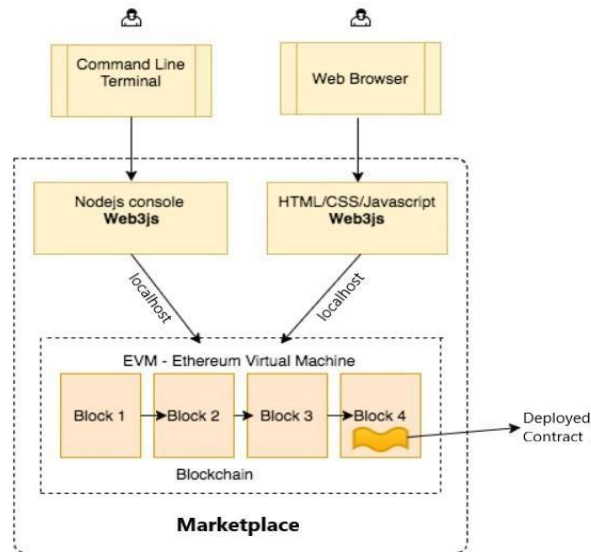 Command Line
Terminal
Web Browser
Nodejs console
Web3js
HTML/CSS/Javascript
Web3js
localhost
localhost
EVM - Ethereum Virtual Machine
Block 1
Block 2
Block 3
Block 4
Deployed
Contract
Blockchain
Marketplace